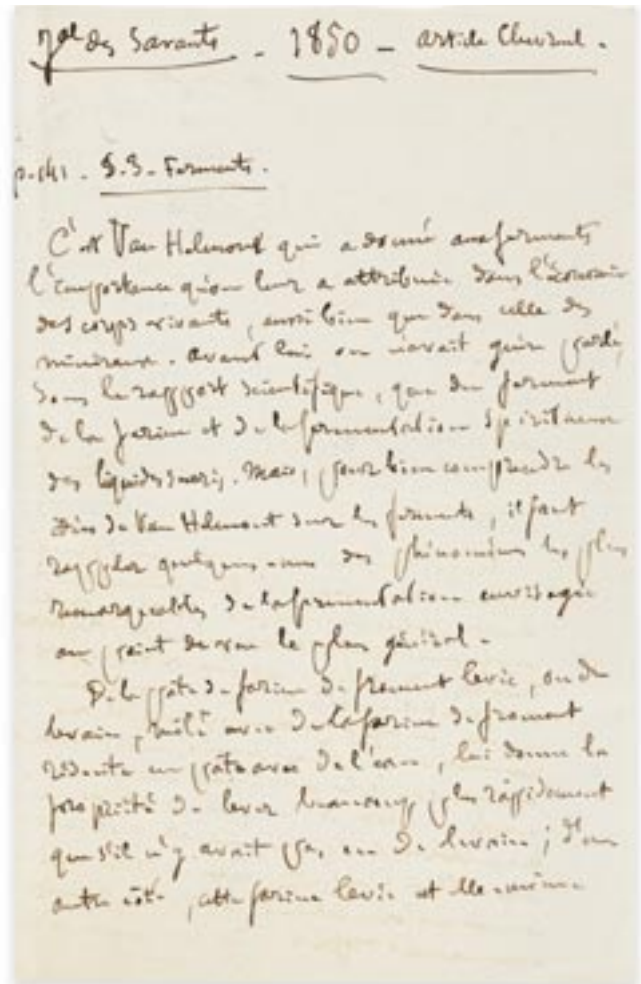 Jal des Savants - 1850 - article Chevreul.
p. 141 - §.3. Ferments.
C'est Van Helmont qui a donné aux ferments
l'importance qu'on leur a attribuée dans l'économie
des corps vivants, aussi bien que dans celle des
minéraux. Avant lui on n'avait guère parlé,
sous le rapport scientifique, que du ferment
de la farine et de la fermentation spiritueuse
des liquides sucrés. Mais, pour bien comprendre les
idées de Van Helmont sur les ferments, il faut
rappeler quelques-uns des phénomènes les plus
remarquables de la fermentation envisagée
au point de vue le plus général.
De la pâte de farine de froment levée, ou du
levain, mêlé avec de la farine de froment
réduite en pâte avec de l'eau, lui donne la
propriété de lever beaucoup plus rapidement
que s'il n'y avait pas eu de levain; d'un
autre côté, cette farine levée est elle-même